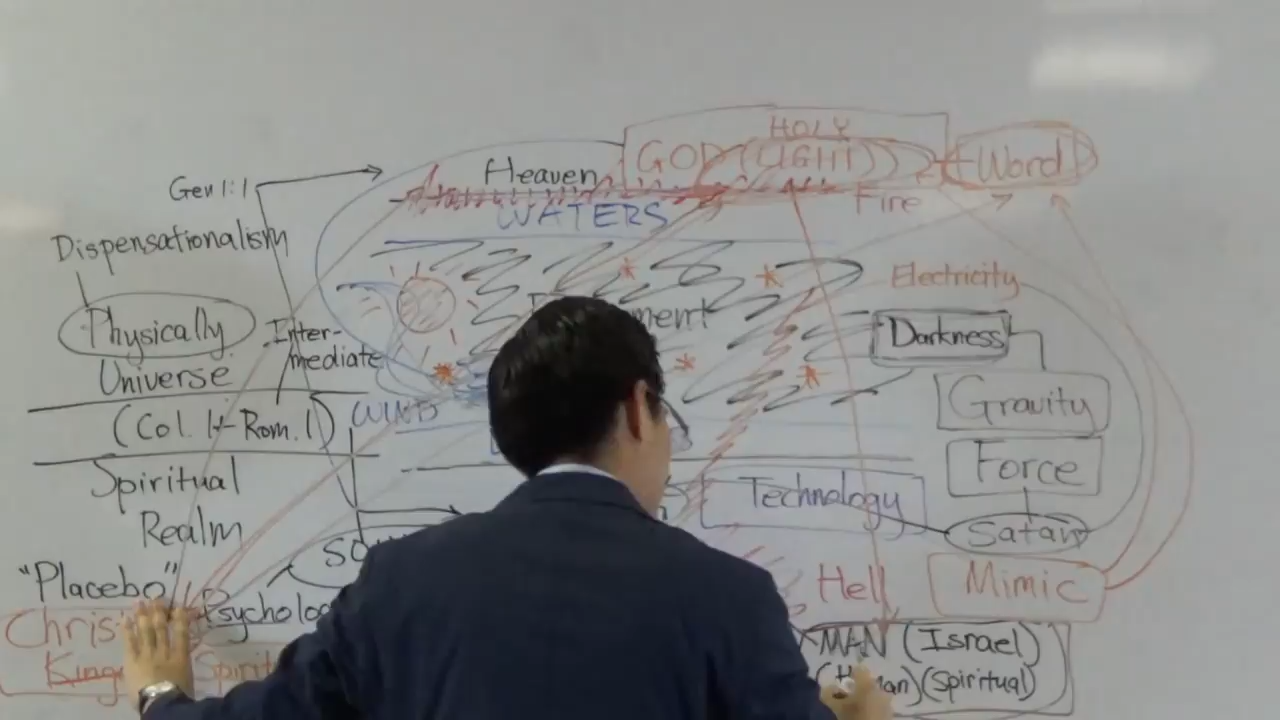 HOLY
Heaven
GOD (LIGHT)
+ Word
Gen 1:1
WATERS
Fire
Dispensationalism
Electricity
Physically
Universe
Inter-
mediate
Darkness
Gravity
(Col. 1 + Rom. 1)
WIND
Force
Spiritual
Realm
Technology
Satan
"Placebo"
Hell
Mimic
MAN (Israel)
(Spiritual)